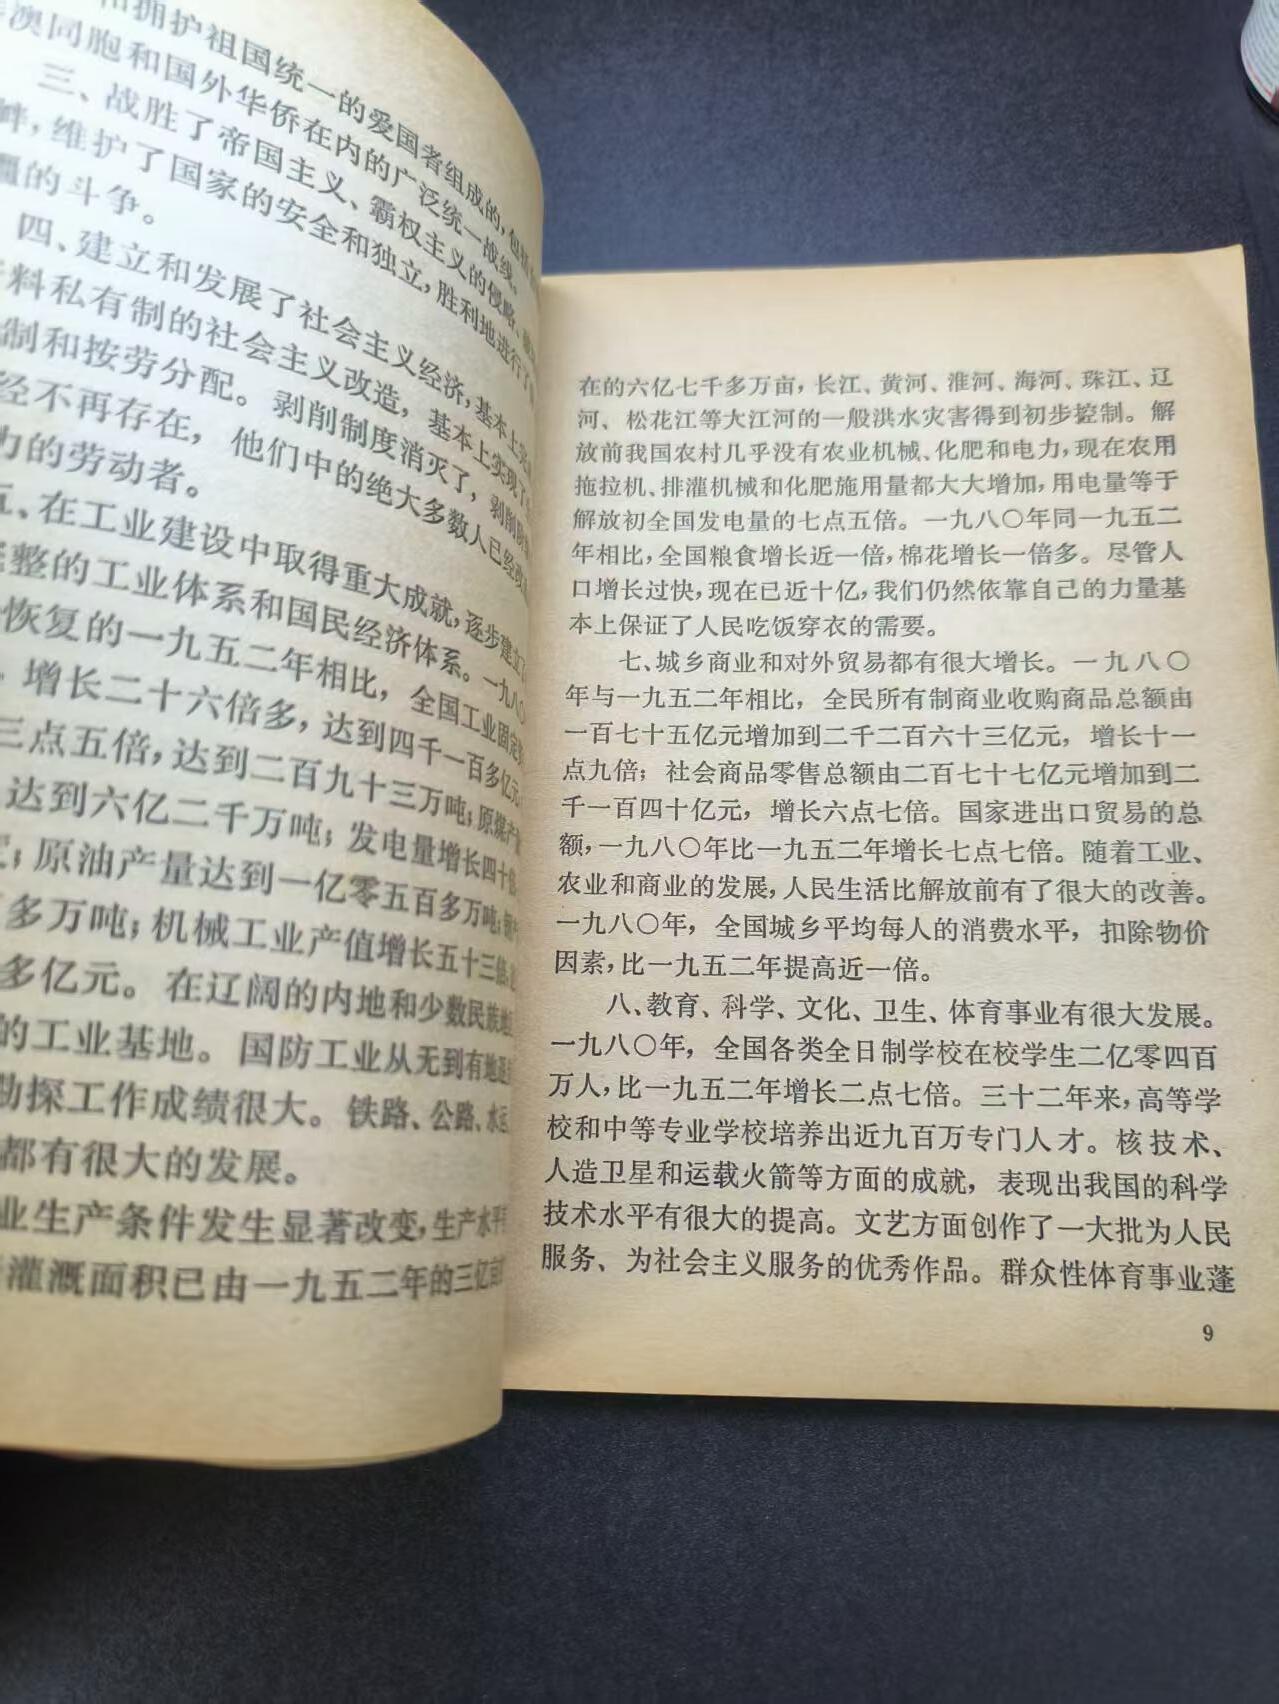 和拥护祖国统一的爱国者组成的,包括
澳同胞和国外华侨在内的广泛统一战线。
三、战胜了帝国主义、霸权主义的侵略、
衅,维护了国家的安全和独立,胜利地进行了
疆的斗争。
四、建立和发展了社会主义经济,基本上完
料私有制的社会主义改造,基本上实现了
制和按劳分配。剥削制度消灭了,剥削阶
经不再存在,他们中的绝大多数人已经改
力的劳动者。
五、在工业建设中取得重大成就,逐步建立
完整的工业体系和国民经济体系。一九八〇
恢复的一九五二年相比,全国工业固定
,增长二十六倍多,达到四千一百多亿元
三点五倍,达到二百九十三万吨;原煤产
达到六亿二千万吨;发电量增长四十倍
;原油产量达到一亿零五百多万吨;
百多万吨;机械工业产值增长五十三倍
多亿元。在辽阔的内地和少数民族地
的工业基地。国防工业从无到有地逐
勘探工作成绩很大。铁路、公路、水运、
都有很大的发展。
业生产条件发生显著改变,生产水平
灌溉面积已由一九五二年的三亿亩
在的六亿七千多万亩,长江、黄河、淮河、海河、珠江、辽
河、松花江等大江河的一般洪水灾害得到初步控制。解
放前我国农村几乎没有农业机械、化肥和电力,现在农用
拖拉机、排灌机械和化肥施用量都大大增加,用电量等于
解放初全国发电量的七点五倍。一九八〇年同一九五二
年相比,全国粮食增长近一倍,棉花增长一倍多。尽管人
口增长过快,现在已近十亿,我们仍然依靠自己的力量基
本上保证了人民吃饭穿衣的需要。
七、城乡商业和对外贸易都有很大增长。一九八〇
年与一九五二年相比,全民所有制商业收购商品总额由
一百七十五亿元增加到二千二百六十三亿元,增长十一
点九倍;社会商品零售总额由二百七十七亿元增加到二
千一百四十亿元,增长六点七倍。国家进出口贸易的总
额,一九八〇年比一九五二年增长七点七倍。随着工业、
农业和商业的发展,人民生活比解放前有了很大的改善。
一九八〇年,全国城乡平均每人的消费水平,扣除物价
因素,比一九五二年提高近一倍。
八、教育、科学、文化、卫生、体育事业有很大发展。
一九八〇年,全国各类全日制学校在校学生二亿零四百
万人,比一九五二年增长二点七倍。三十二年来,高等学
校和中等专业学校培养出近九百万专门人才。核技术、
人造卫星和运载火箭等方面的成就,表现出我国的科学
技术水平有很大的提高。文艺方面创作了一大批为人民
服务、为社会主义服务的优秀作品。群众性体育事业蓬
9